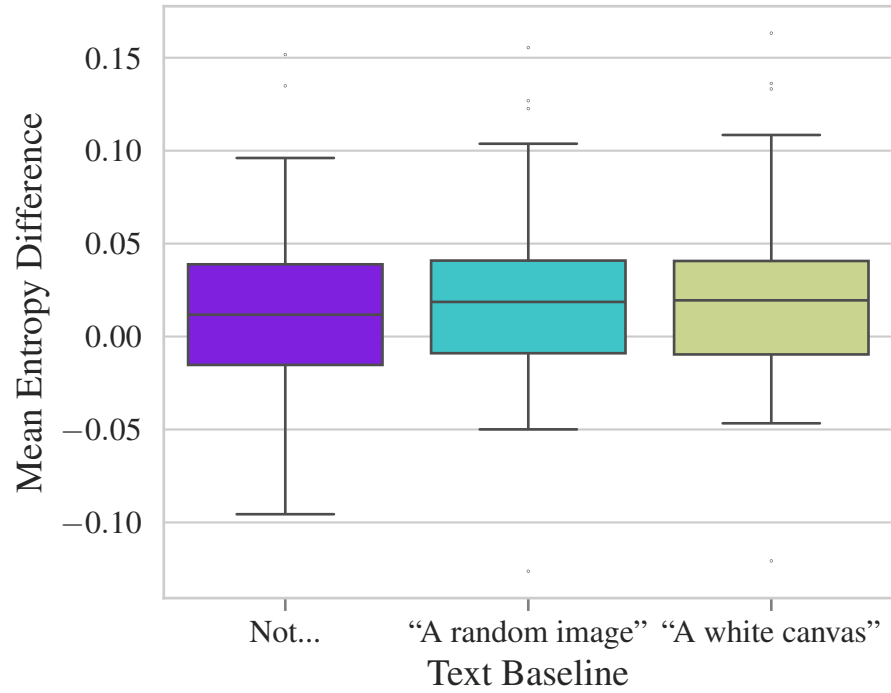 Mean Entropy Difference
0.15
0.10
0.05
0.00
−0.05
−0.10
Not...
“A random image”
“A white canvas”
Text Baseline